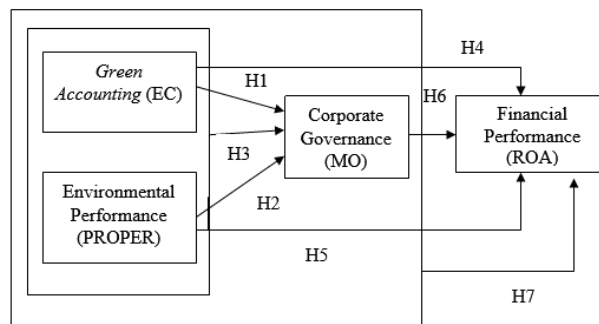 Green
Accounting (EC)
H1
H4
Corporate
Governance
(MO)
H6
Financial
Performance
(ROA)
H3
Environmental
Performance
(PROPER)
H2
H5
H7